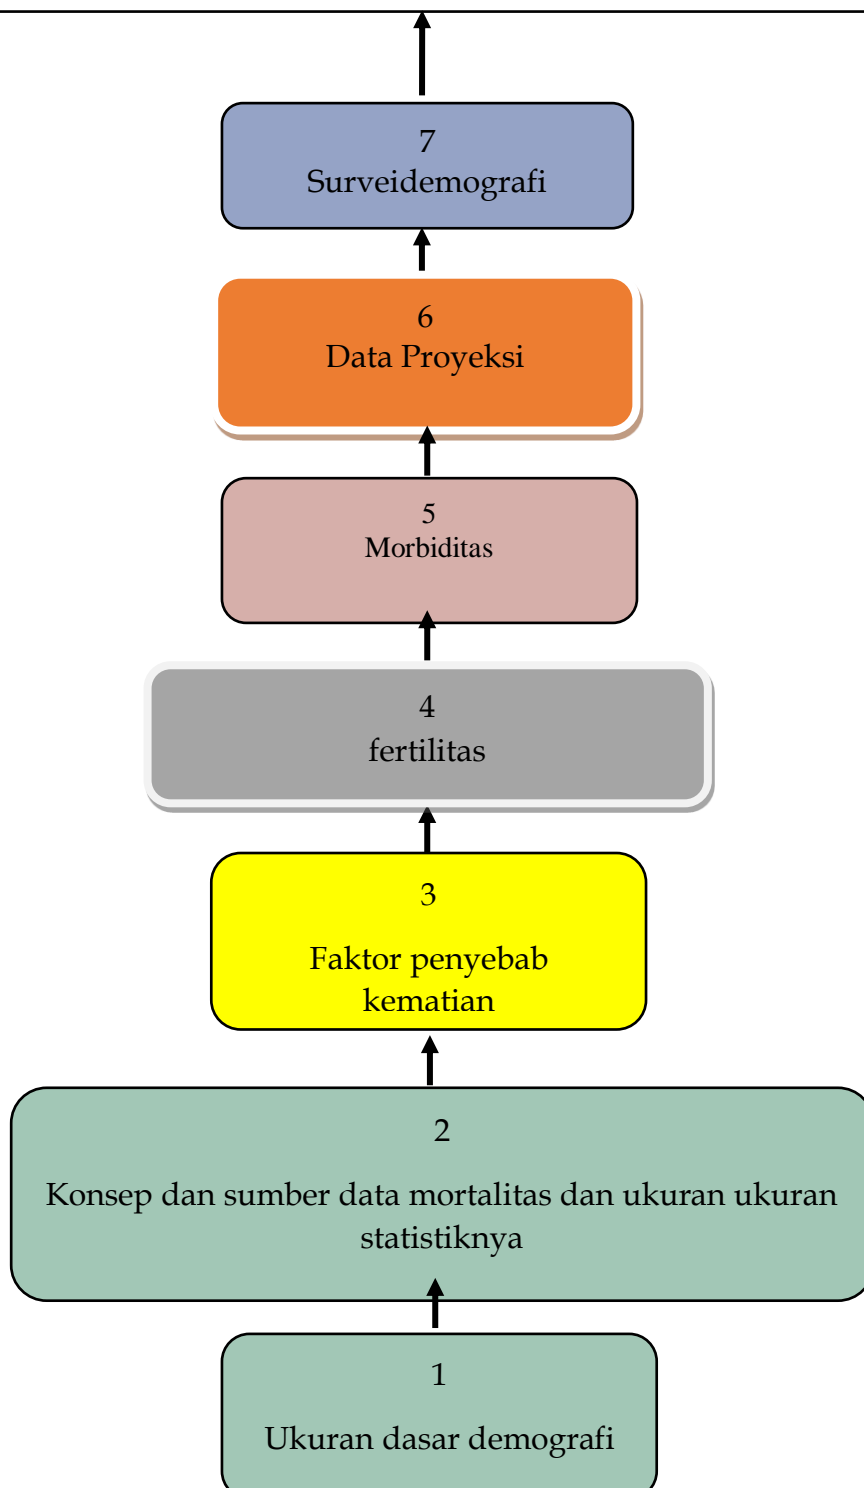 7
Surveidemografi
6
Data Proyeksi
5
Morbiditas
4
fertilitas
3
Faktor penyebab
kematian
2
Konsep dan sumber data mortalitas dan ukuran ukuran
statistiknya
1
Ukuran dasar demografi